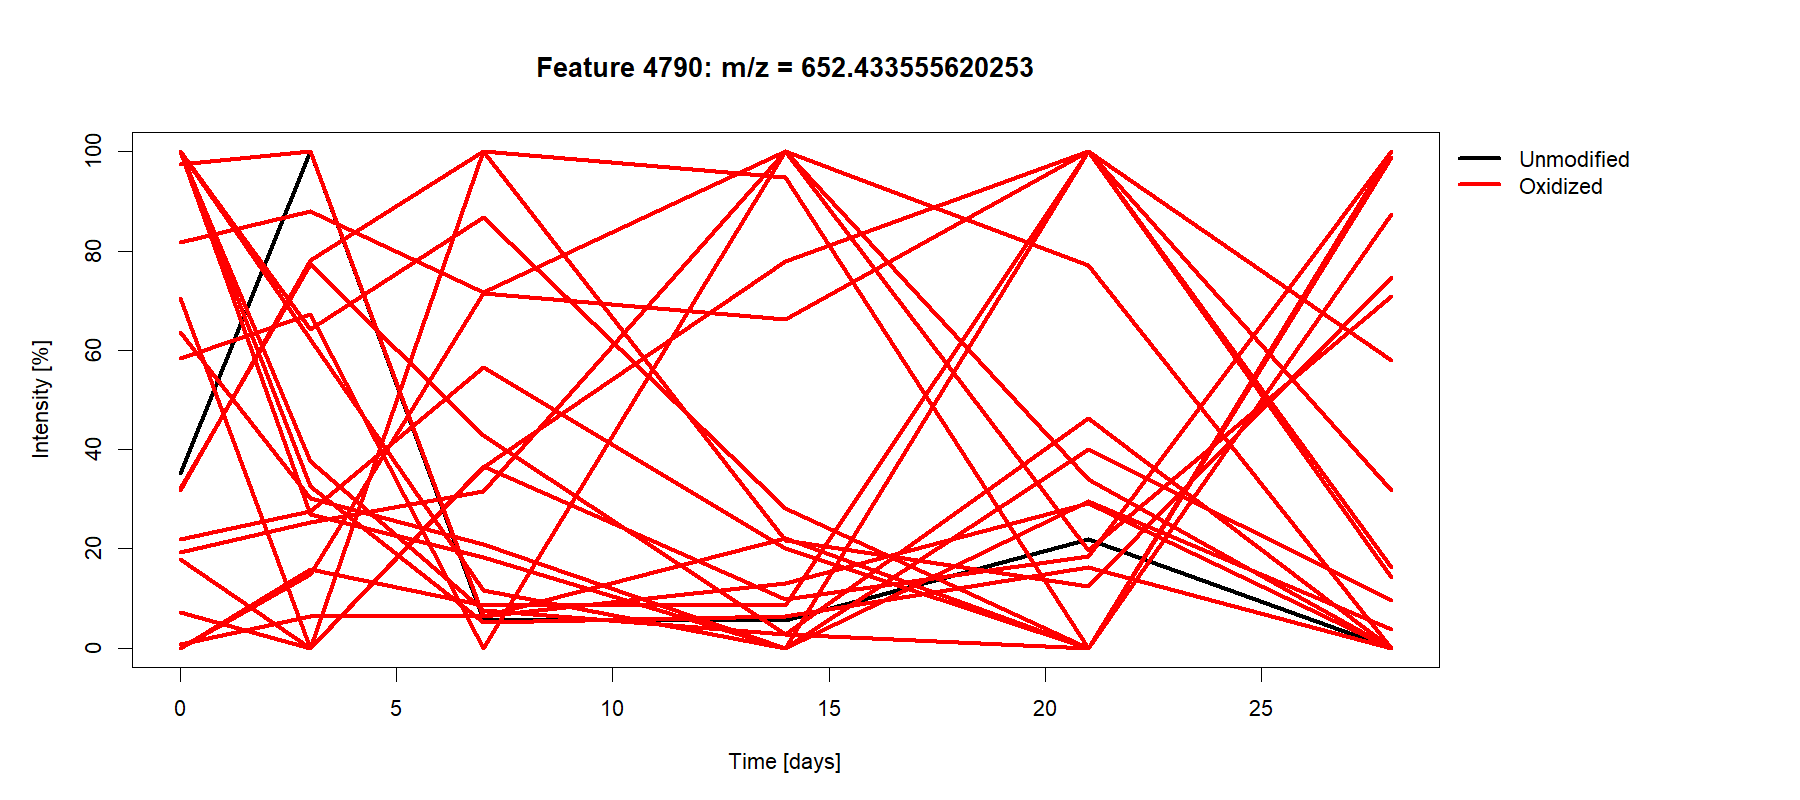 Feature 4790: m/z = 652.433555620253
Unmodified
Oxidized
Intensity [%]
100
80
60
40
20
0
0 5 10 15 20 25
Time [days]